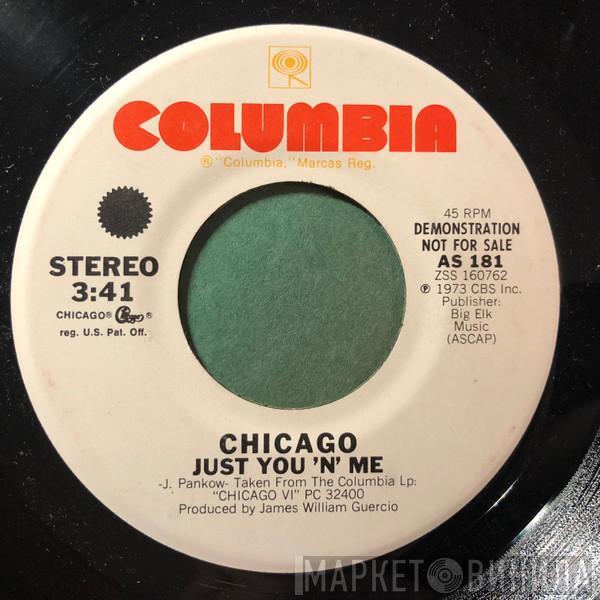 COLUMBIA
® "Columbia," Marcas Reg.
STEREO
3:41
CHICAGO® Chicago ®
reg. U.S. Pat. Off.
45 RPM
DEMONSTRATION
NOT FOR SALE
AS 181
ZSS 160762
℗ 1973 CBS Inc.
Publisher:
Big Elk
Music
(ASCAP)
CHICAGO
JUST YOU 'N' ME
-J. Pankow- Taken From The Columbia Lp:
"CHICAGO VI" PC 32400
Produced by James William Guercio
МАРКЕТ ВИНИЛА